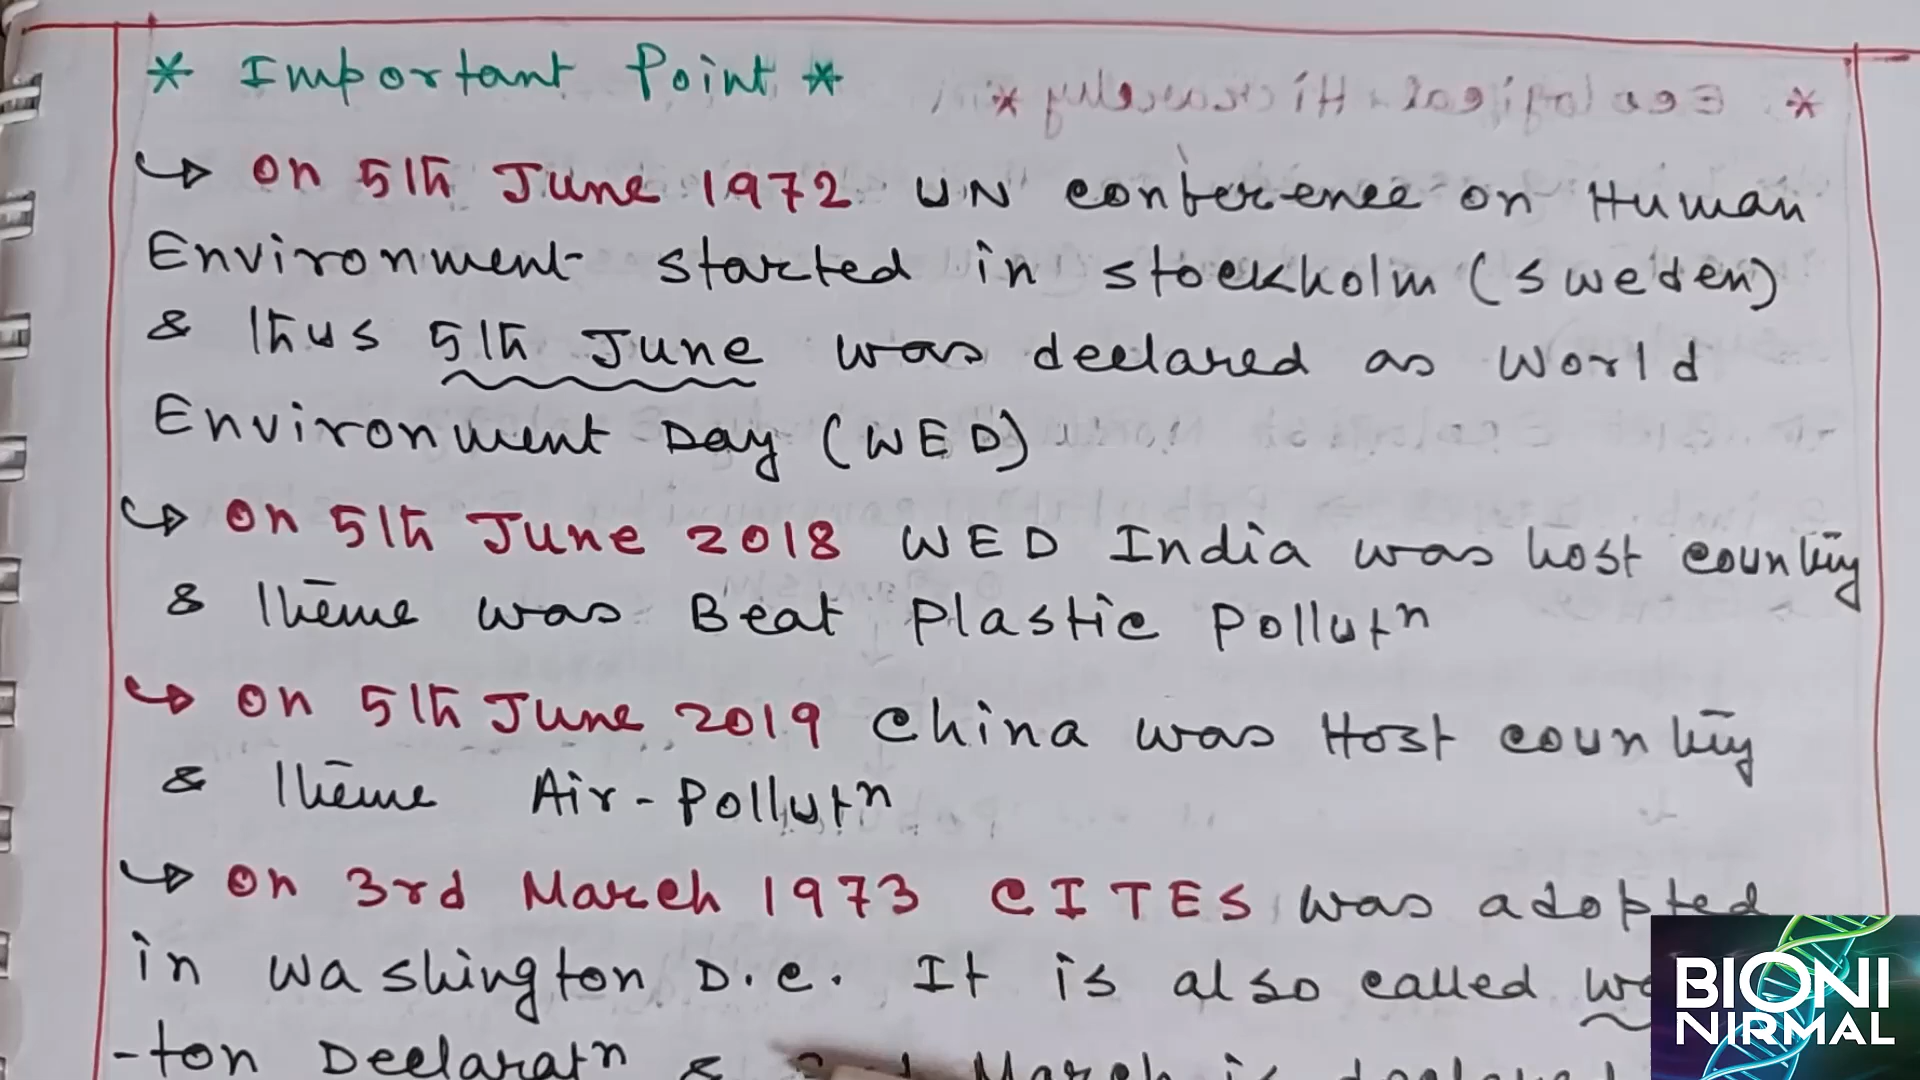 * Important Point *
↳ On 5th June 1972 UN conference on Human
Environment started in stockholm (sweden)
& thus 5th June was declared as World
Environment Day (WED)
↳ On 5th June 2018 WED India was host country
& theme was Beat Plastic Pollutn
↳ On 5th June 2019 China was Host country
& theme Air-Pollutn
↳ On 3rd March 1973 CITES was adopted
in Washington D.C. It is also called
-ton Declaratn & March is declared
BIONI
NIRMAL